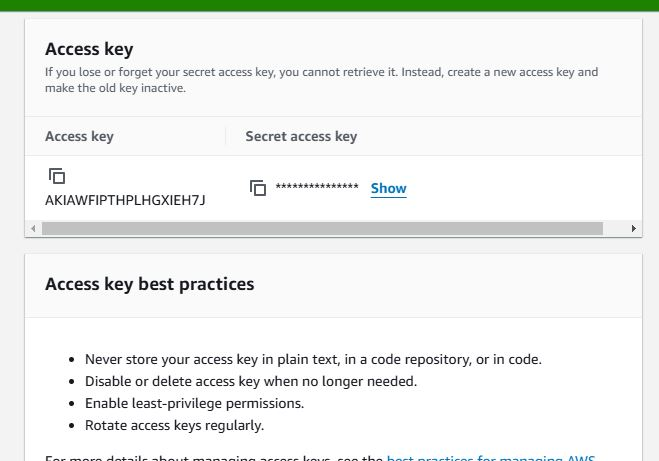 Access key
If you lose or forget your secret access key, you cannot retrieve it. Instead, create a new access key and
make the old key inactive.
Access key
Secret access key
AKIAWFIPTHPLHGXIEH7J
*************** Show
Access key best practices
• Never store your access key in plain text, in a code repository, or in code.
• Disable or delete access key when no longer needed.
• Enable least-privilege permissions.
• Rotate access keys regularly.
For more details about managing access keys, see the best practices for managing AWS